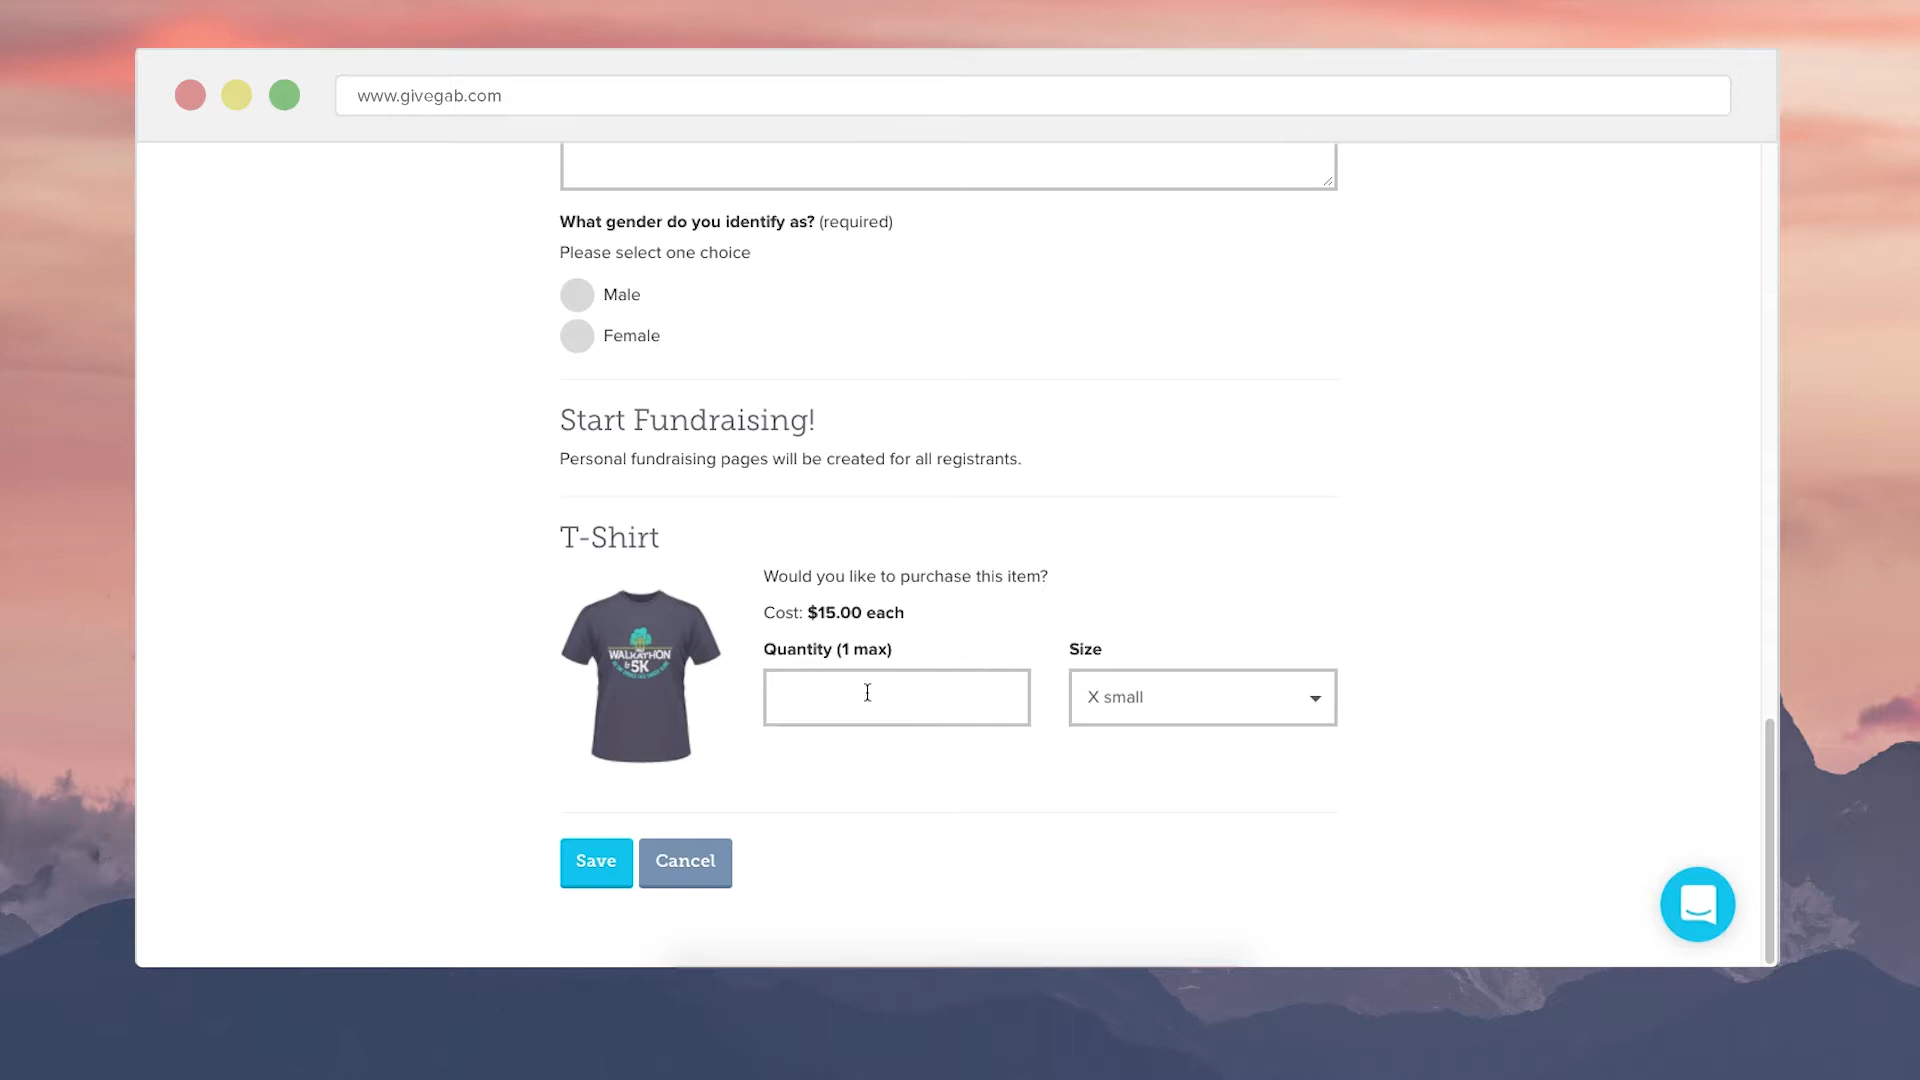 www.givegab.com
What gender do you identify as? (required)
Please select one choice
Male
Female
Start Fundraising!
Personal fundraising pages will be created for all registrants.
T-Shirt
Would you like to purchase this item?
Cost: $15.00 each
Quantity (1 max)
Size
WALKATHON
& 5K
X small
Save
Cancel